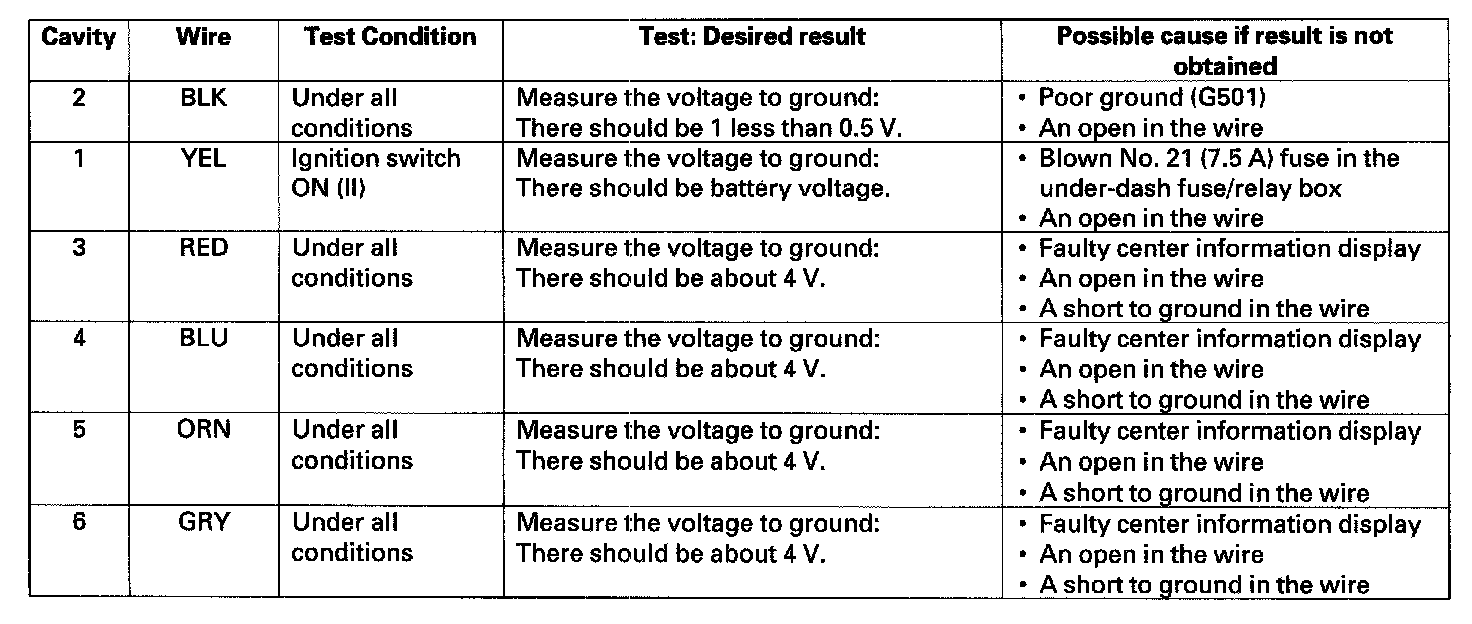 Cavity Wire Test Condition Test: Desired result Possible cause if result is not
obtained
2 BLK Under all Measure the voltage to ground: • Poor ground (G501)
conditions There should be 1 less than 0.5 V. • An open in the wire
1 YEL Ignition switch Measure the voltage to ground: • Blown No. 21 (7.5 A) fuse in the
ON (II) There should be battery voltage. under-dash fuse/relay box
• An open in the wire
3 RED Under all Measure the voltage to ground: • Faulty center information display
conditions There should be about 4 V. • An open in the wire
• A short to ground in the wire
4 BLU Under all Measure the voltage to ground: • Faulty center information display
conditions There should be about 4 V. • An open in the wire
• A short to ground in the wire
5 ORN Under all Measure the voltage to ground: • Faulty center information display
conditions There should be about 4 V. • An open in the wire
• A short to ground in the wire
6 GRY Under all Measure the voltage to ground: • Faulty center information display
conditions There should be about 4 V. • An open in the wire
• A short to ground in the wire